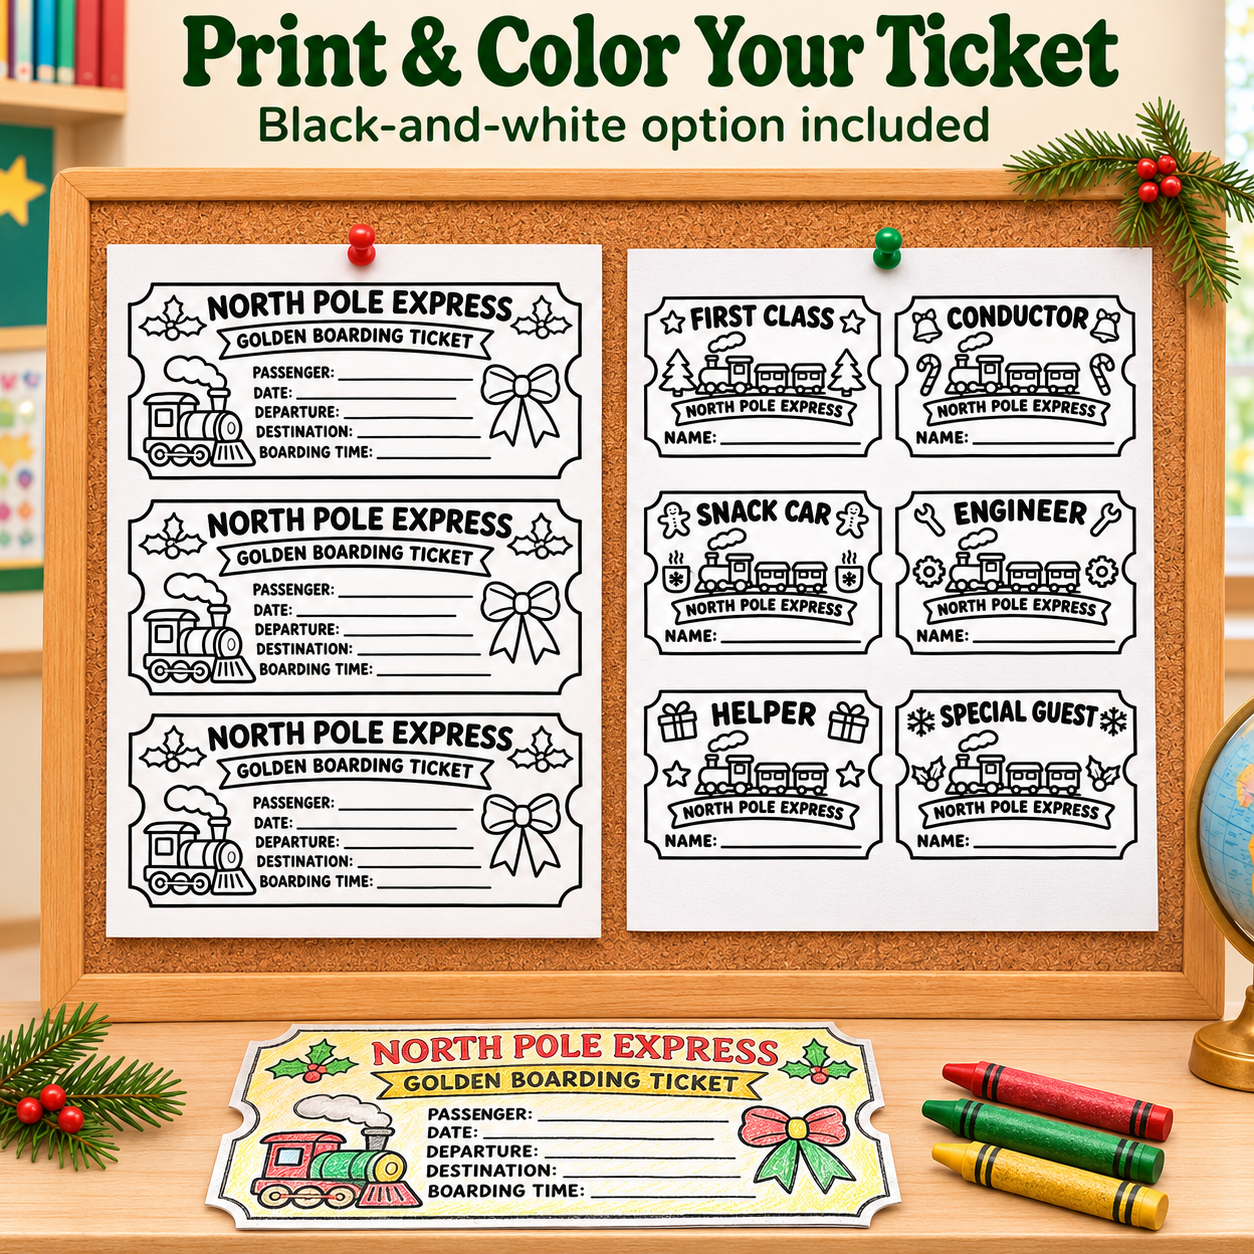 Print & Color Your Ticket
Black-and-white option included
NORTH POLE EXPRESS
GOLDEN BOARDING TICKET
PASSENGER:
DATE:
DEPARTURE:
DESTINATION:
BOARDING TIME:
NORTH POLE EXPRESS
GOLDEN BOARDING TICKET
PASSENGER:
DATE:
DEPARTURE:
DESTINATION:
BOARDING TIME:
NORTH POLE EXPRESS
GOLDEN BOARDING TICKET
PASSENGER:
DATE:
DEPARTURE:
DESTINATION:
BOARDING TIME:
FIRST CLASS
NORTH POLE EXPRESS
NAME:
CONDUCTOR
NORTH POLE EXPRESS
NAME:
SNACK CAR
NORTH POLE EXPRESS
NAME:
ENGINEER
NORTH POLE EXPRESS
NAME:
HELPER
NORTH POLE EXPRESS
NAME:
SPECIAL GUEST
NORTH POLE EXPRESS
NAME:
NORTH POLE EXPRESS
GOLDEN BOARDING TICKET
PASSENGER:
DATE:
DEPARTURE:
DESTINATION:
BOARDING TIME: